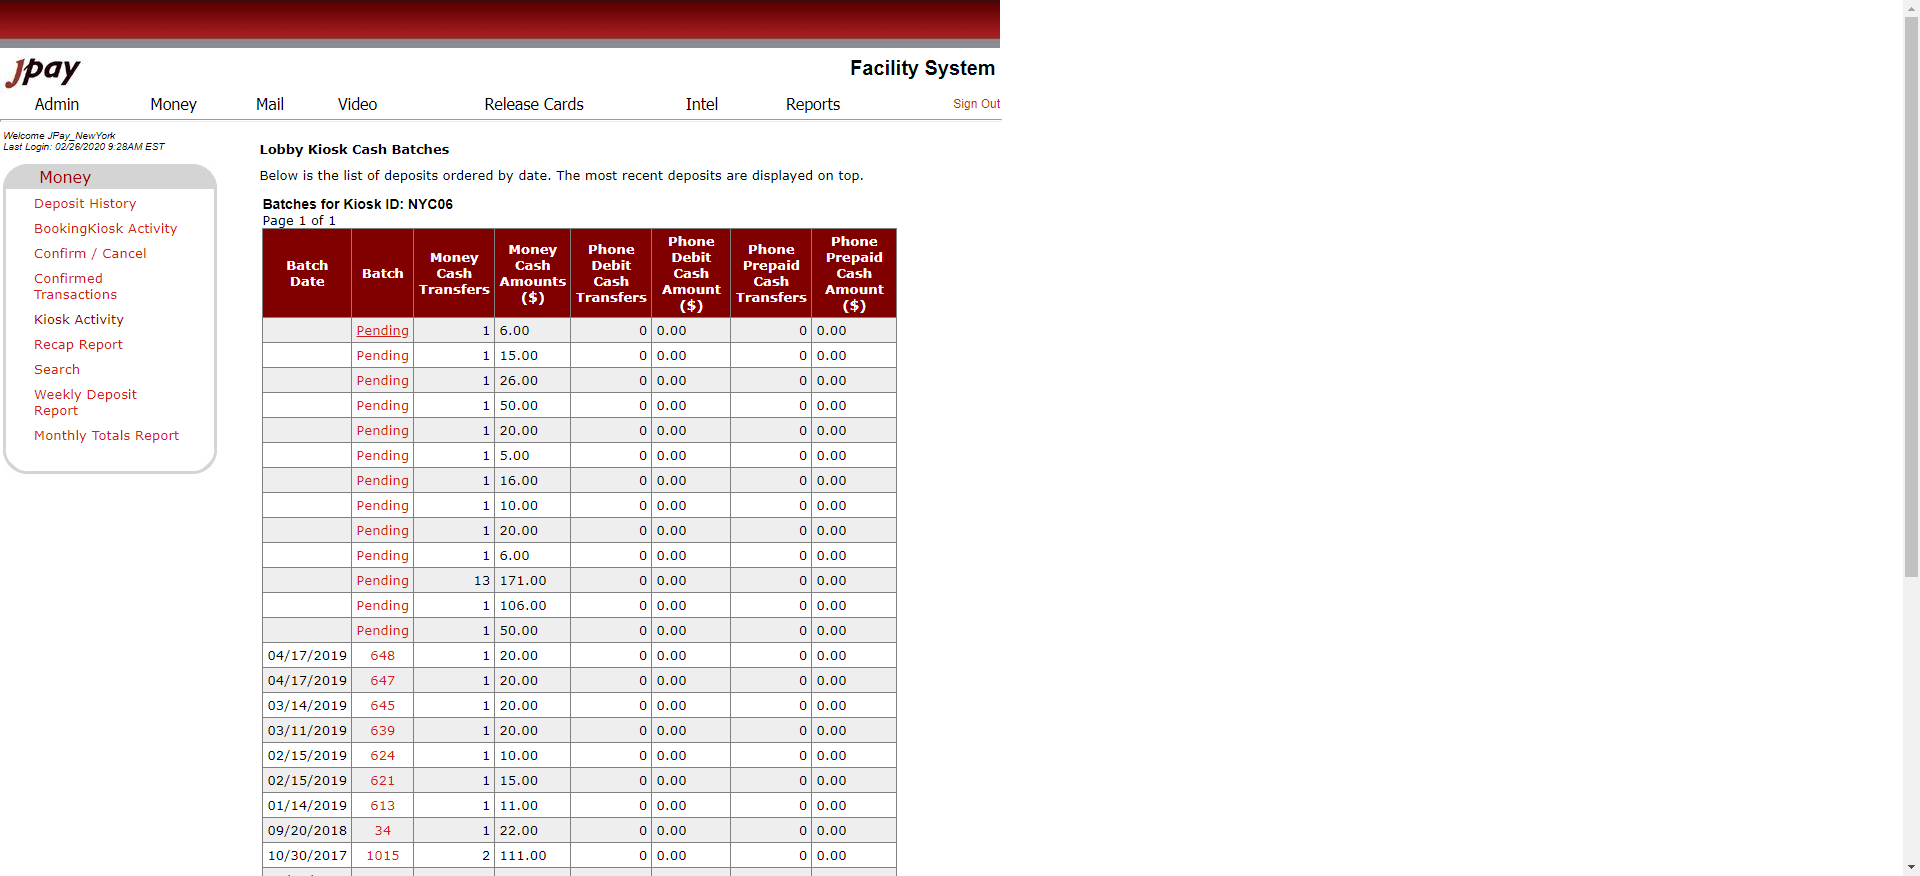 Jpay
Facility System
Admin Money Mail Video Release Cards Intel Reports Sign Out
Welcome JPay_NewYork
Last Login: 02/26/2020 9:28AM EST
Money
Deposit History
BookingKiosk Activity
Confirm / Cancel
Confirmed
Transactions
Kiosk Activity
Recap Report
Search
Weekly Deposit
Report
Monthly Totals Report
Lobby Kiosk Cash Batches
Below is the list of deposits ordered by date. The most recent deposits are displayed on top.
Batches for Kiosk ID: NYC06
Page 1 of 1
Batch Date Batch Money Cash Transfers Money Cash Amounts ($) Phone Debit Cash Transfers Phone Debit Cash Amount ($) Phone Prepaid Cash Transfers Phone Prepaid Cash Amount ($)
Pending 1 6.00 0 0.00 0 0.00
Pending 1 15.00 0 0.00 0 0.00
Pending 1 26.00 0 0.00 0 0.00
Pending 1 50.00 0 0.00 0 0.00
Pending 1 20.00 0 0.00 0 0.00
Pending 1 5.00 0 0.00 0 0.00
Pending 1 16.00 0 0.00 0 0.00
Pending 1 10.00 0 0.00 0 0.00
Pending 1 20.00 0 0.00 0 0.00
Pending 1 6.00 0 0.00 0 0.00
Pending 13 171.00 0 0.00 0 0.00
Pending 1 106.00 0 0.00 0 0.00
Pending 1 50.00 0 0.00 0 0.00
04/17/2019 648 1 20.00 0 0.00 0 0.00
04/17/2019 647 1 20.00 0 0.00 0 0.00
03/14/2019 645 1 20.00 0 0.00 0 0.00
03/11/2019 639 1 20.00 0 0.00 0 0.00
02/15/2019 624 1 10.00 0 0.00 0 0.00
02/15/2019 621 1 15.00 0 0.00 0 0.00
01/14/2019 613 1 11.00 0 0.00 0 0.00
09/20/2018 34 1 22.00 0 0.00 0 0.00
10/30/2017 1015 2 111.00 0 0.00 0 0.00